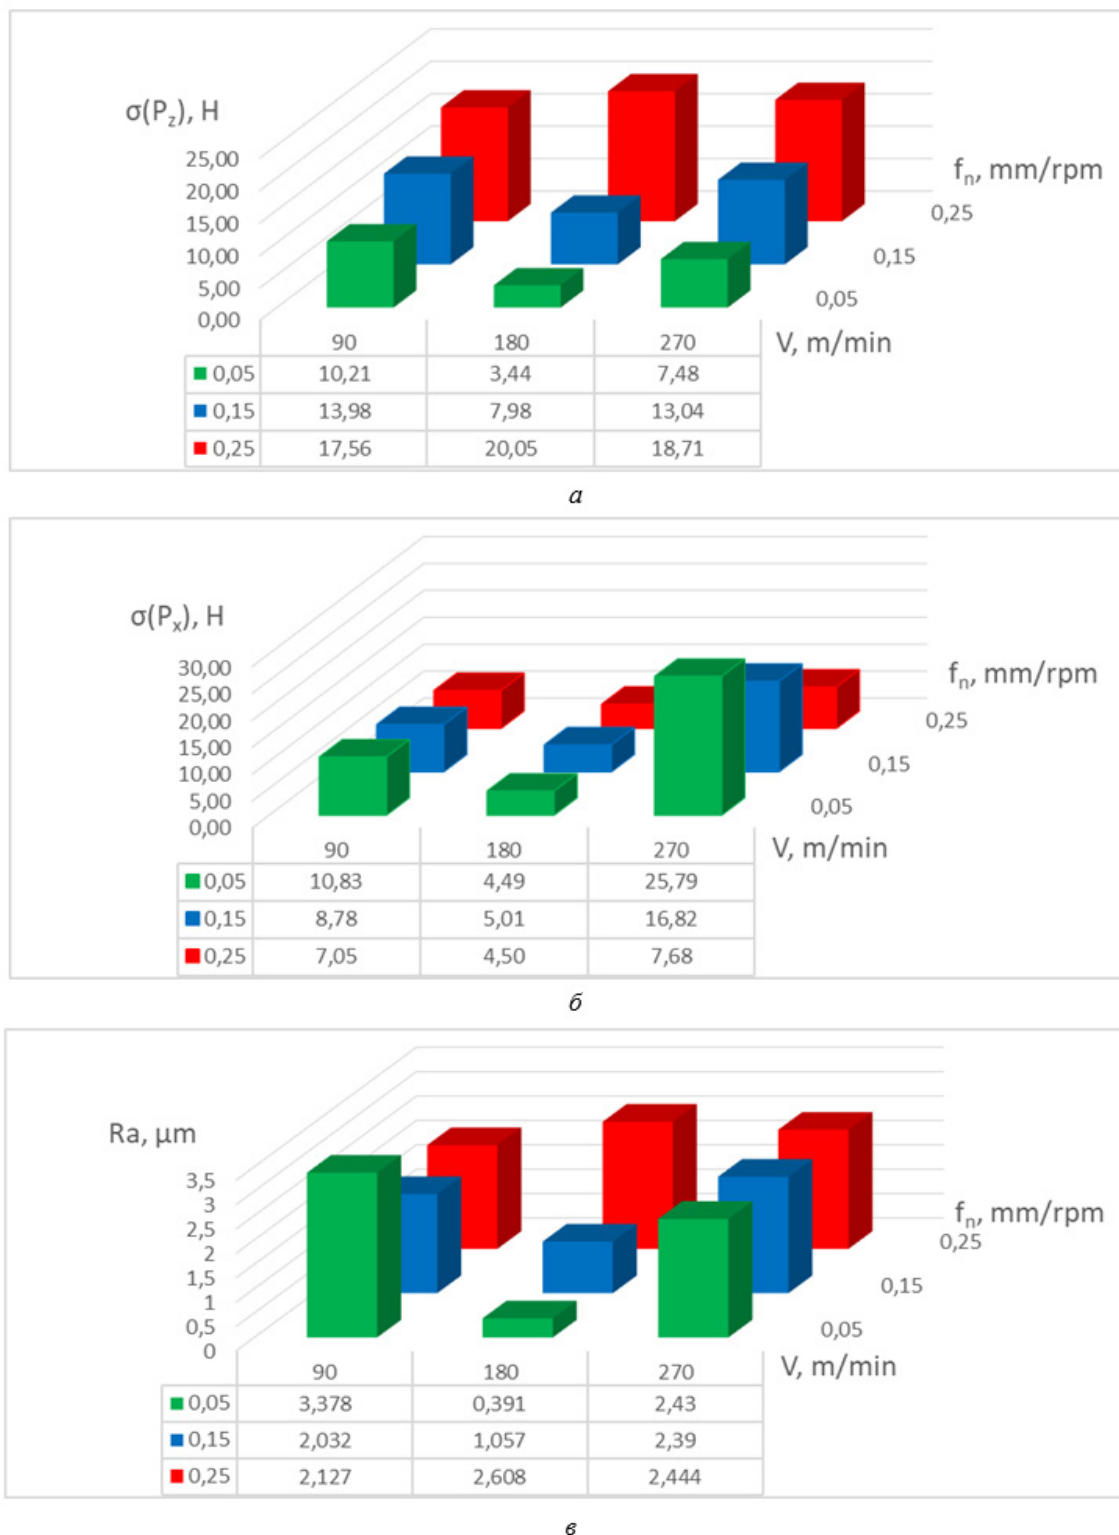 σ(Pz), H
25,00
20,00
15,00
10,00
5,00
0,00
fn, mm/rpm
0,25
0,15
0,05
90 180 270 V, m/min
0,05 10,21 3,44 7,48
0,15 13,98 7,98 13,04
0,25 17,56 20,05 18,71
а
σ(Px), H
30,00
25,00
20,00
15,00
10,00
5,00
0,00
fn, mm/rpm
0,25
0,15
0,05
90 180 270 V, m/min
0,05 10,83 4,49 25,79
0,15 8,78 5,01 16,82
0,25 7,05 4,50 7,68
б
Ra, μm
3,5
3
2,5
2
1,5
1
0,5
0
fn, mm/rpm
0,25
0,15
0,05
90 180 270 V, m/min
0,05 3,378 0,391 2,43
0,15 2,032 1,057 2,39
0,25 2,127 2,608 2,444
в